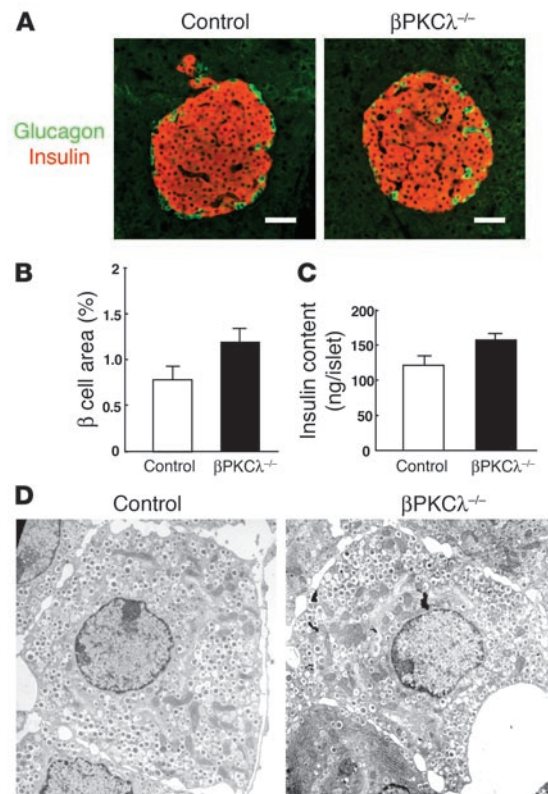 A
Control
βPKCλ–/–
Glucagon
Insulin
B
β cell area (%)
2
1.5
1.0
0.5
0
Control
βPKCλ–/–
C
Insulin content
(ng/islet)
200
150
100
50
0
Control
βPKCλ–/–
D
Control
βPKCλ–/–